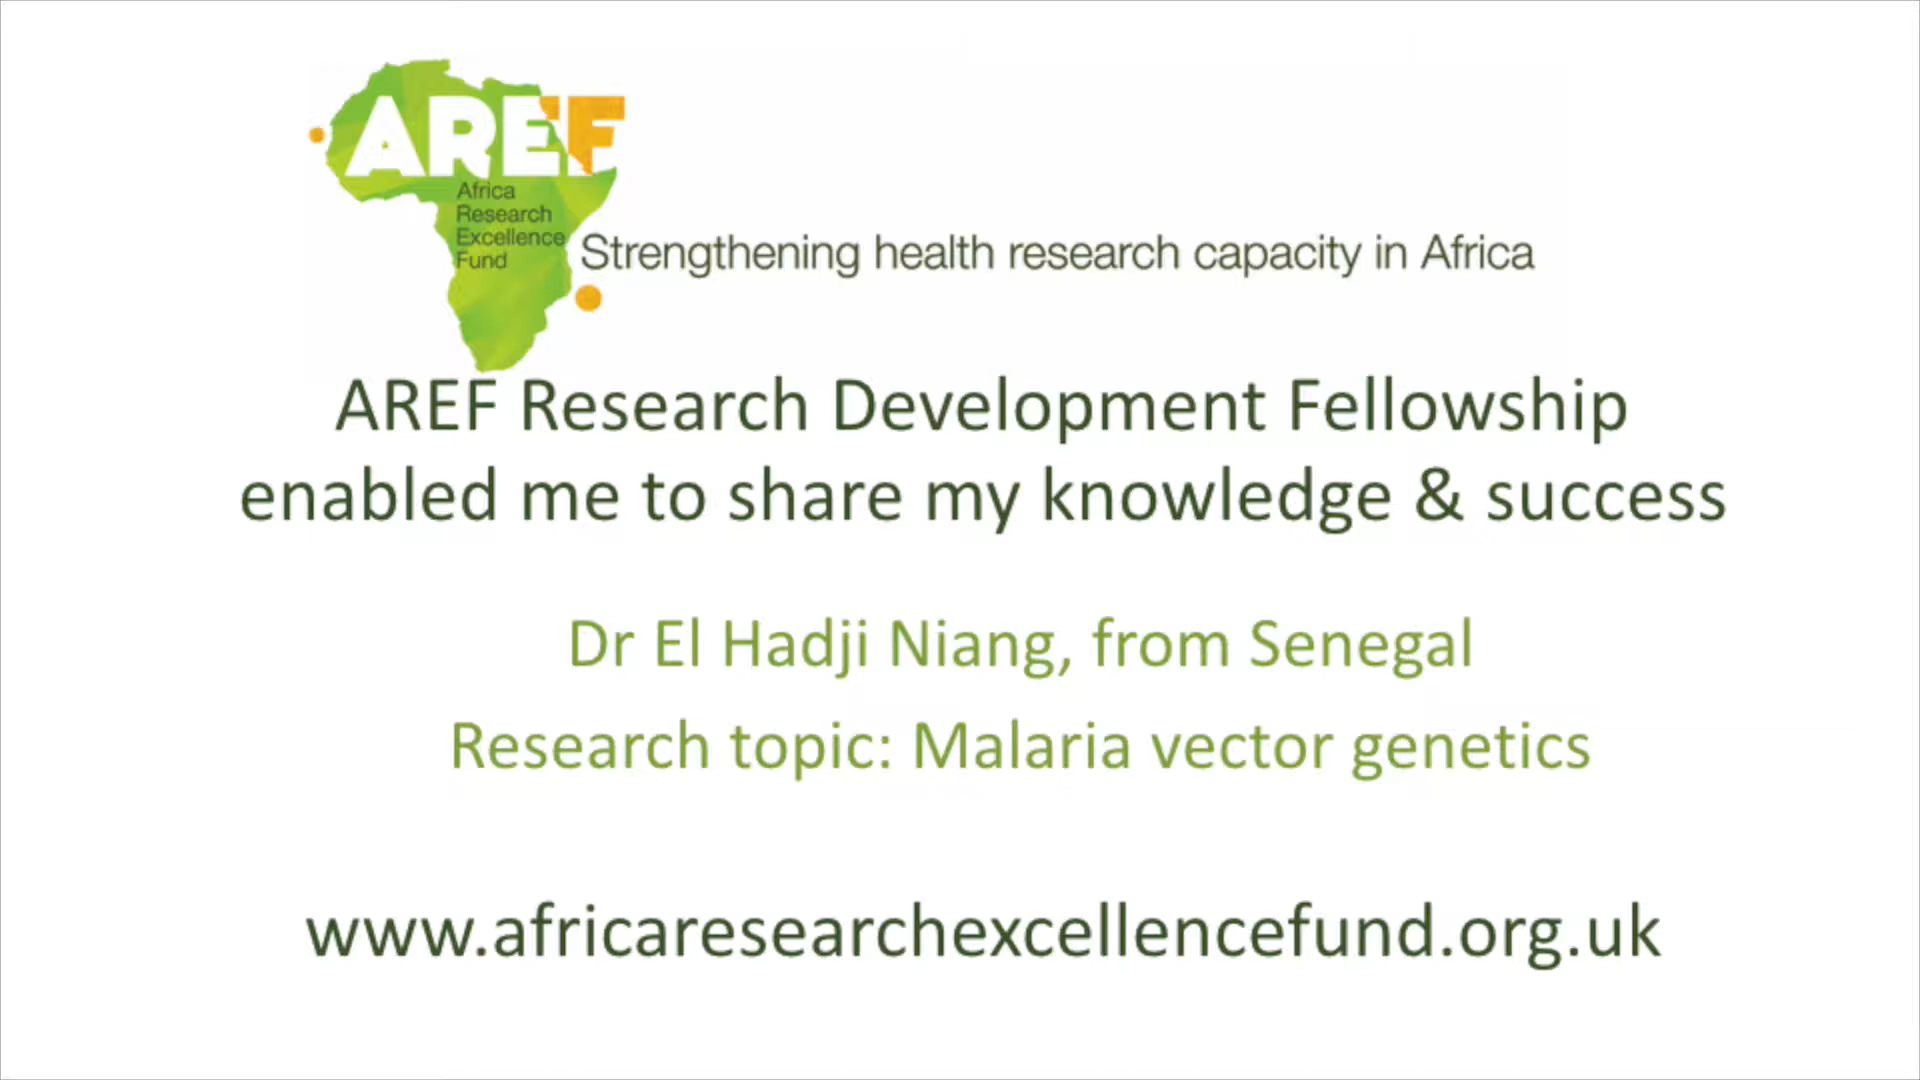 AREF
Africa
Research
Excellence
Fund
Strengthening health research capacity in Africa
AREF Research Development Fellowship
enabled me to share my knowledge & success
Dr El Hadji Niang, from Senegal
Research topic: Malaria vector genetics
www.africaresearchexcellencefund.org.uk